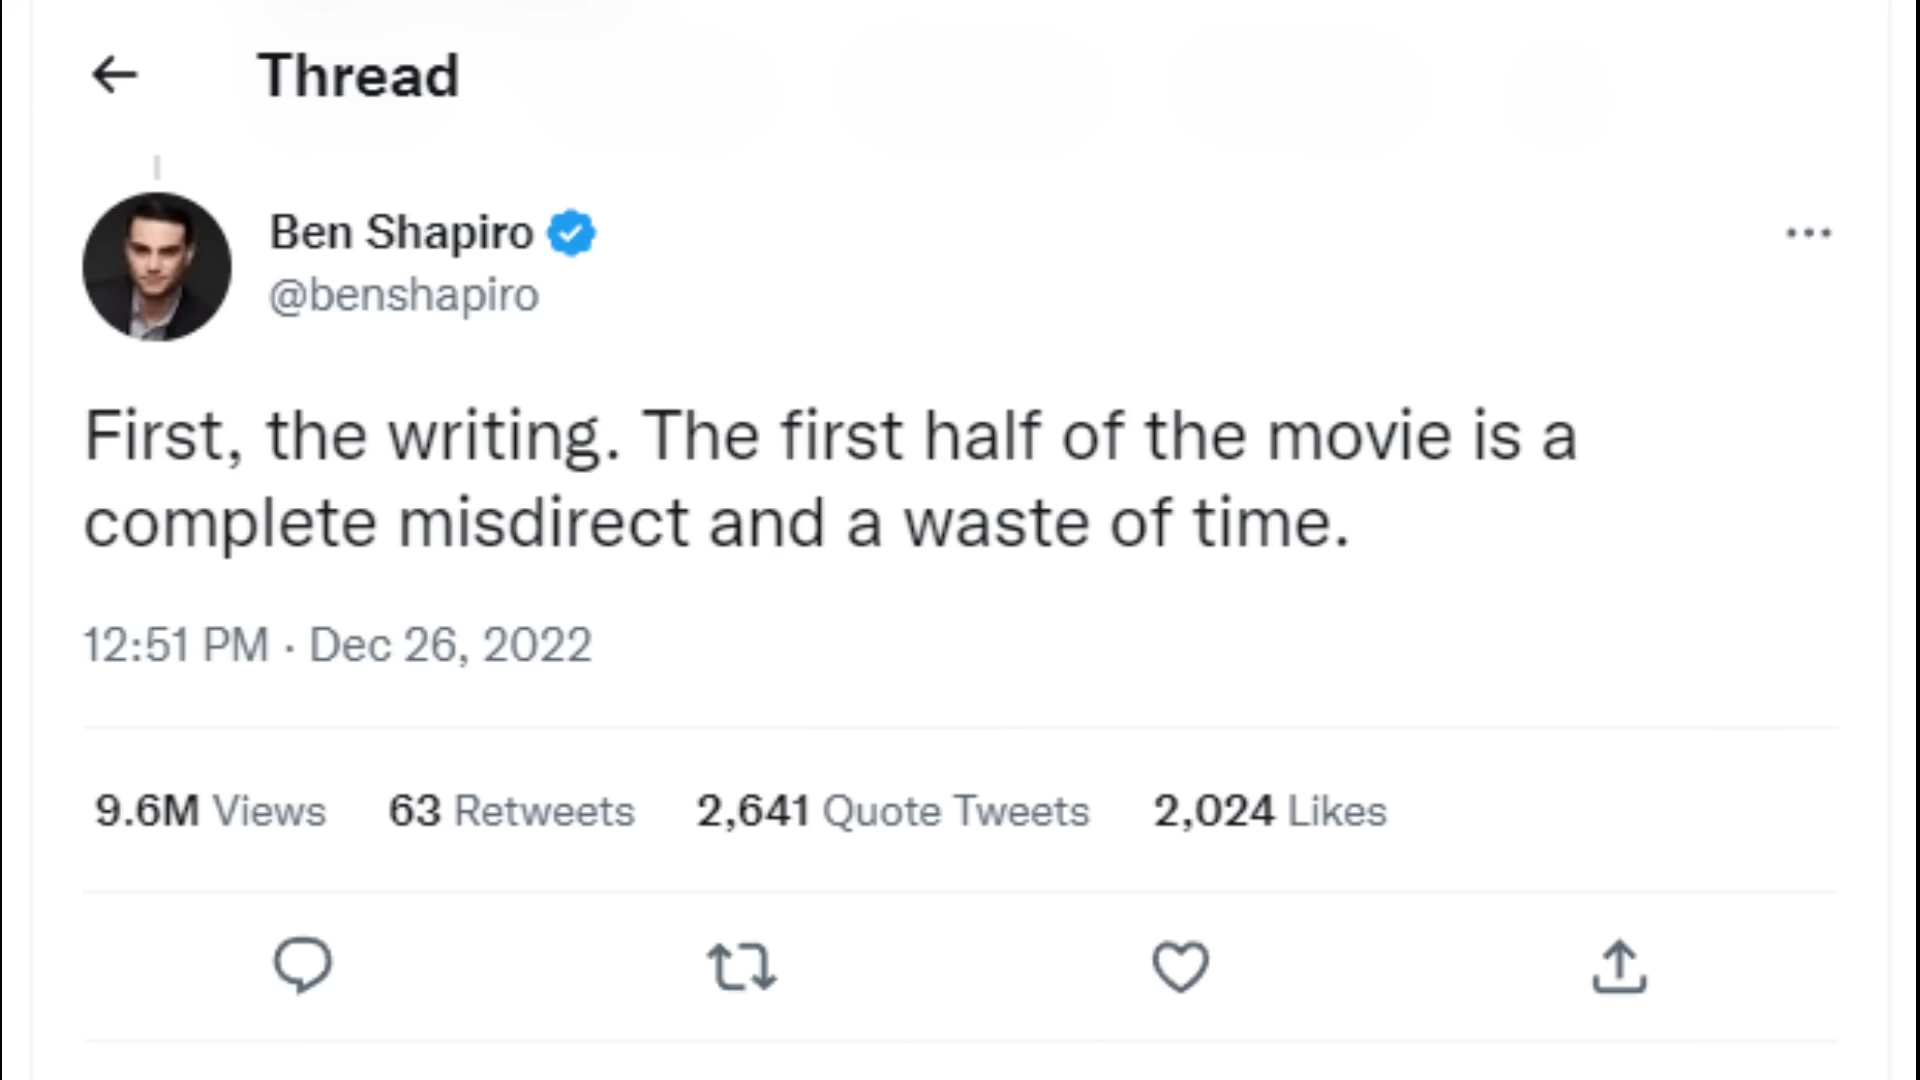 Thread
Ben Shapiro
@benshapiro
First, the writing. The first half of the movie is a
complete misdirect and a waste of time.
12:51 PM · Dec 26, 2022
9.6M Views 63 Retweets 2,641 Quote Tweets 2,024 Likes